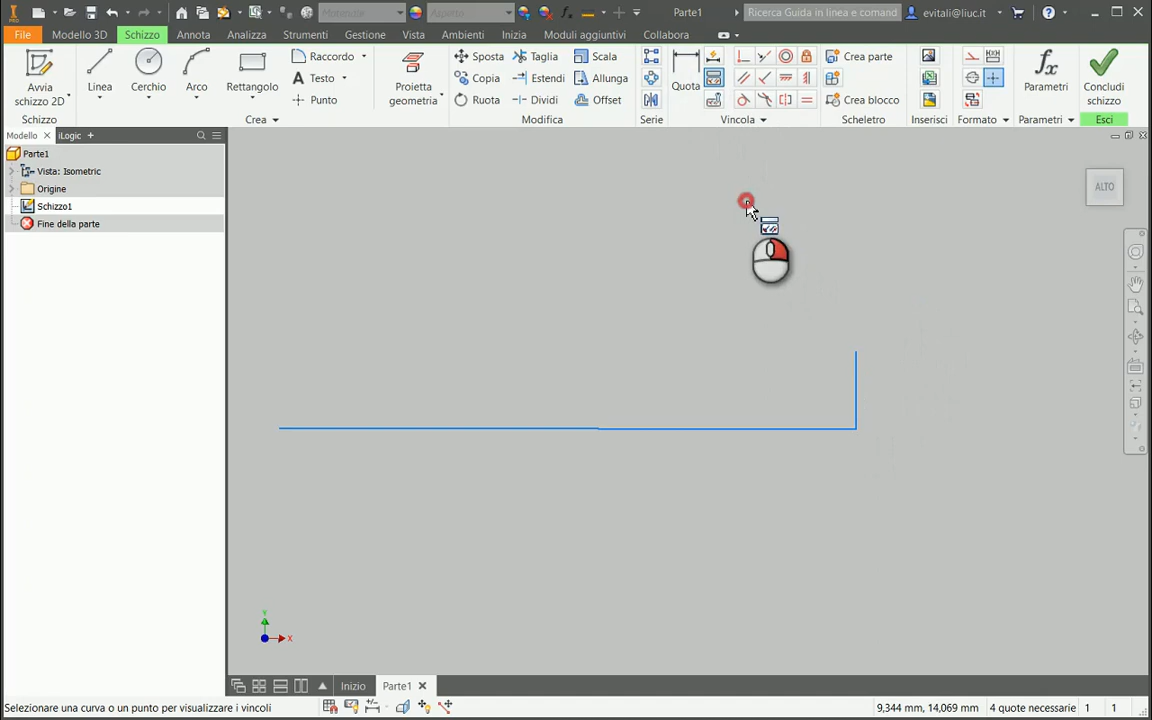 PRO
Materiale
Aspetto
Parte1
Ricerca Guida in linea e comand
evitali@liuc.it
File
Modello 3D
Schizzo
Annota
Analizza
Strumenti
Gestione
Vista
Ambienti
Inizia
Moduli aggiuntivi
Collabora
Avvia
schizzo 2D
Linea
Cerchio
Arco
Rettangolo
Raccordo
Testo
Punto
Proietta
geometria
Sposta
Copia
Ruota
Taglia
Estendi
Dividi
Scala
Allunga
Offset
Quota
Crea parte
Crea blocco
Parametri
Concludi
schizzo
Schizzo
Crea
Modifica
Serie
Vincola
Scheletro
Inserisci
Formato
Parametri
Esci
Modello
iLogic
Parte1
Vista: Isometric
Origine
Schizzo1
Fine della parte
ALTO
Y
X
Inizio
Parte1
Selezionare una curva o un punto per visualizzare i vincoli
9,344 mm, 14,069 mm
4 quote necessarie
1
1